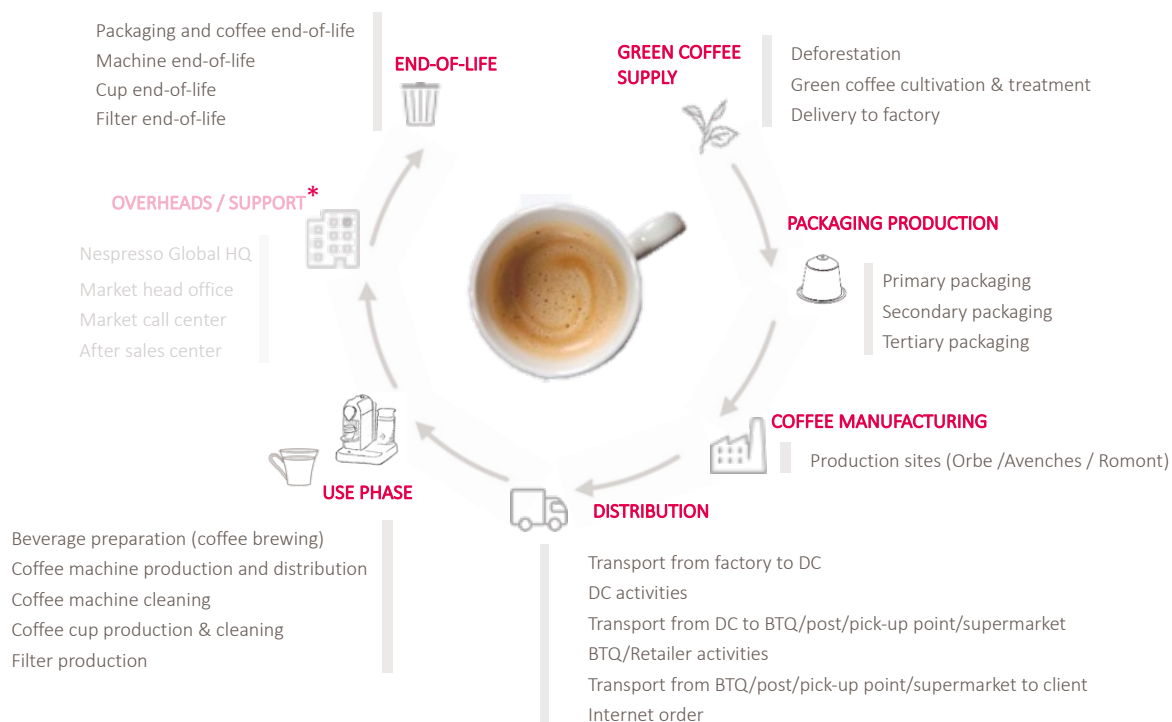 Packaging and coffee end-of-life
Machine end-of-life
Cup end-of-life
Filter end-of-life
END-OF-LIFE
GREEN COFFEE
SUPPLY
Deforestation
Green coffee cultivation & treatment
Delivery to factory
OVERHEADS / SUPPORT*
Nespresso Global HQ
Market head office
Market call center
After sales center
PACKAGING PRODUCTION
Primary packaging
Secondary packaging
Tertiary packaging
COFFEE MANUFACTURING
Production sites (Orbe /Avenches / Romont)
USE PHASE
Beverage preparation (coffee brewing)
Coffee machine production and distribution
Coffee machine cleaning
Coffee cup production & cleaning
Filter production
DISTRIBUTION
Transport from factory to DC
DC activities
Transport from DC to BTQ/post/pick-up point/supermarket
BTQ/Retailer activities
Transport from BTQ/post/pick-up point/supermarket to client
Internet order